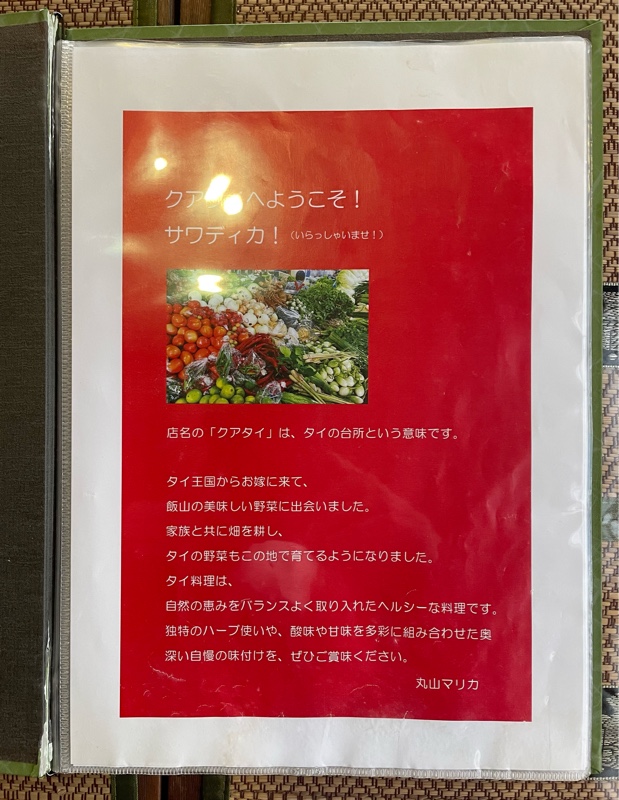 クアタイへようこそ！
サワディカ！（いらっしゃいませ！）
店名の「クアタイ」は、タイの台所という意味です。
タイ王国からお嫁に来て、
飯山の美味しい野菜に出会いました。
家族と共に畑を耕し、
タイの野菜もこの地で育てるようになりました。
タイ料理は、
自然の恵みをバランスよく取り入れたヘルシーな料理です。
独特のハーブ使いや、酸味や甘味を多彩に組み合わせた奥
深い自慢の味付けを、ぜひご賞味ください。
丸山マリカ